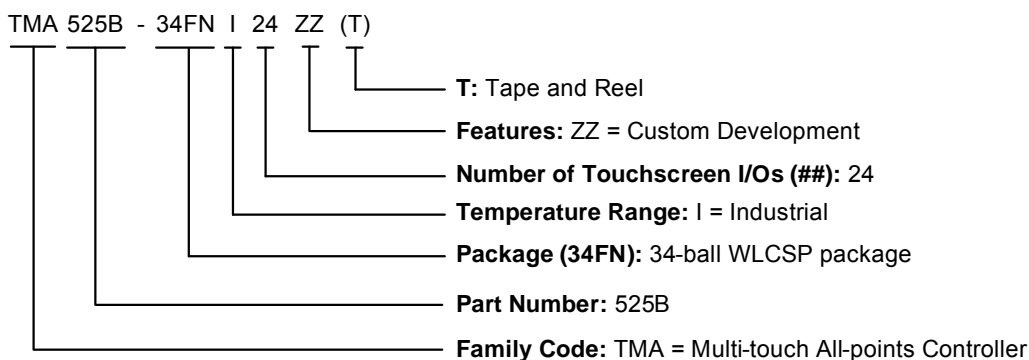 TMA 525B - 34FN I 24 ZZ (T)
T: Tape and Reel
Features: ZZ = Custom Development
Number of Touchscreen I/Os (##): 24
Temperature Range: I = Industrial
Package (34FN): 34-ball WLCSP package
Part Number: 525B
Family Code: TMA = Multi-touch All-points Controller